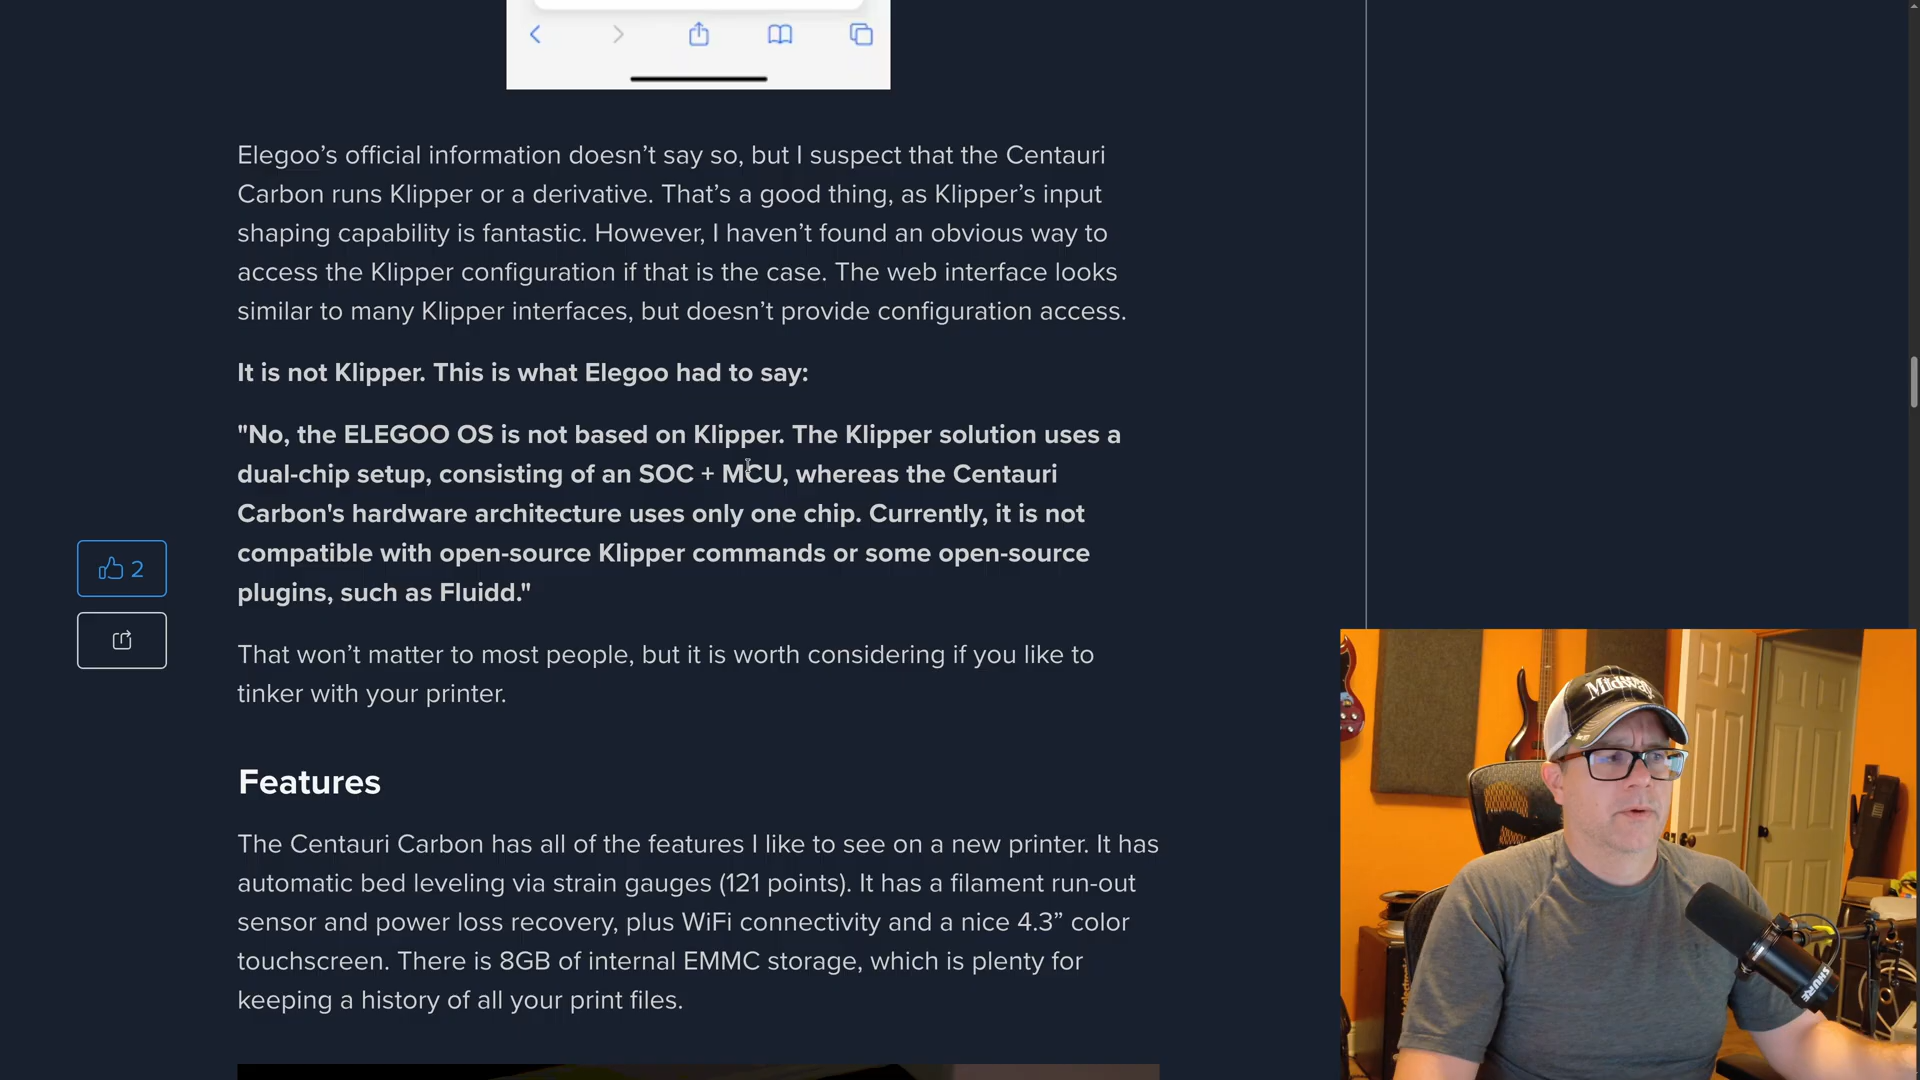 Elegoo’s official information doesn’t say so, but I suspect that the Centauri
Carbon runs Klipper or a derivative. That’s a good thing, as Klipper’s input
shaping capability is fantastic. However, I haven’t found an obvious way to
access the Klipper configuration if that is the case. The web interface looks
similar to many Klipper interfaces, but doesn’t provide configuration access.
It is not Klipper. This is what Elegoo had to say:
"No, the ELEGOO OS is not based on Klipper. The Klipper solution uses a
dual-chip setup, consisting of an SOC + MCU, whereas the Centauri
Carbon's hardware architecture uses only one chip. Currently, it is not
compatible with open-source Klipper commands or some open-source
plugins, such as Fluidd."
2
That won’t matter to most people, but it is worth considering if you like to
tinker with your printer.
Features
The Centauri Carbon has all of the features I like to see on a new printer. It has
automatic bed leveling via strain gauges (121 points). It has a filament run-out
sensor and power loss recovery, plus WiFi connectivity and a nice 4.3” color
touchscreen. There is 8GB of internal EMMC storage, which is plenty for
keeping a history of all your print files.
Midway
SHURE